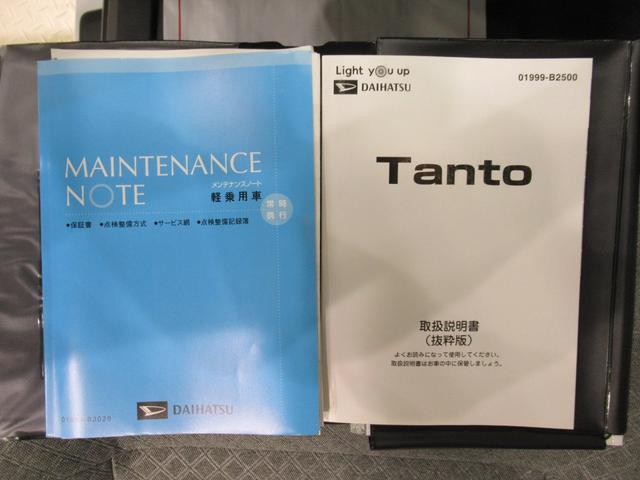 MAINTENANCE
NOTE
メンテナンスノート
軽乗用車
常時
携行
●保証書 ●点検整備方式 ●サービス網 ●点検整備記録簿
DAIHATSU
Light you up
DAIHATSU
01999-B2500
Tanto
取扱説明書
(抜粋版)
よくお読みになって使用してください。
取扱説明書はお車の中に保管しましょう。